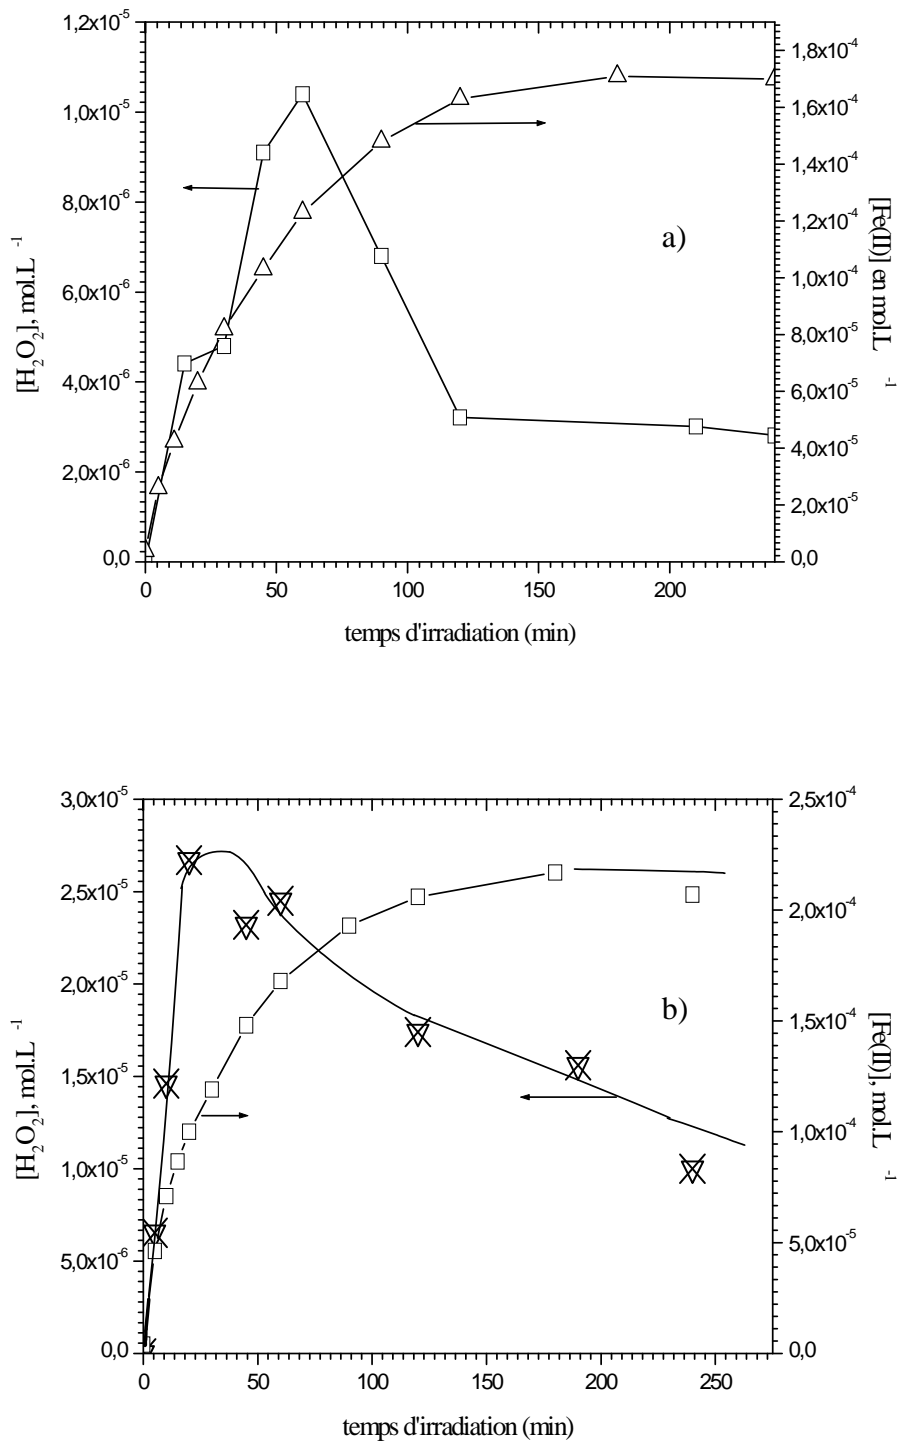 1,2x10⁻⁵
1,0x10⁻⁵
8,0x10⁻⁶
6,0x10⁻⁶
4,0x10⁻⁶
2,0x10⁻⁶
0,0
[H₂O₂], mol.L⁻¹
1,8x10⁻⁴
1,6x10⁻⁴
1,4x10⁻⁴
1,2x10⁻⁴
1,0x10⁻⁴
8,0x10⁻⁵
6,0x10⁻⁵
4,0x10⁻⁵
2,0x10⁻⁵
0,0
[Fe(II)] en mol.L⁻¹
a)
0 50 100 150 200
temps d'irradiation (min)
3,0x10⁻⁵
2,5x10⁻⁵
2,0x10⁻⁵
1,5x10⁻⁵
1,0x10⁻⁵
5,0x10⁻⁶
0,0
[H₂O₂], mol.L⁻¹
2,5x10⁻⁴
2,0x10⁻⁴
1,5x10⁻⁴
1,0x10⁻⁴
5,0x10⁻⁵
0,0
[Fe(II)], mol.L⁻¹
b)
0 50 100 150 200 250
temps d'irradiation (min)